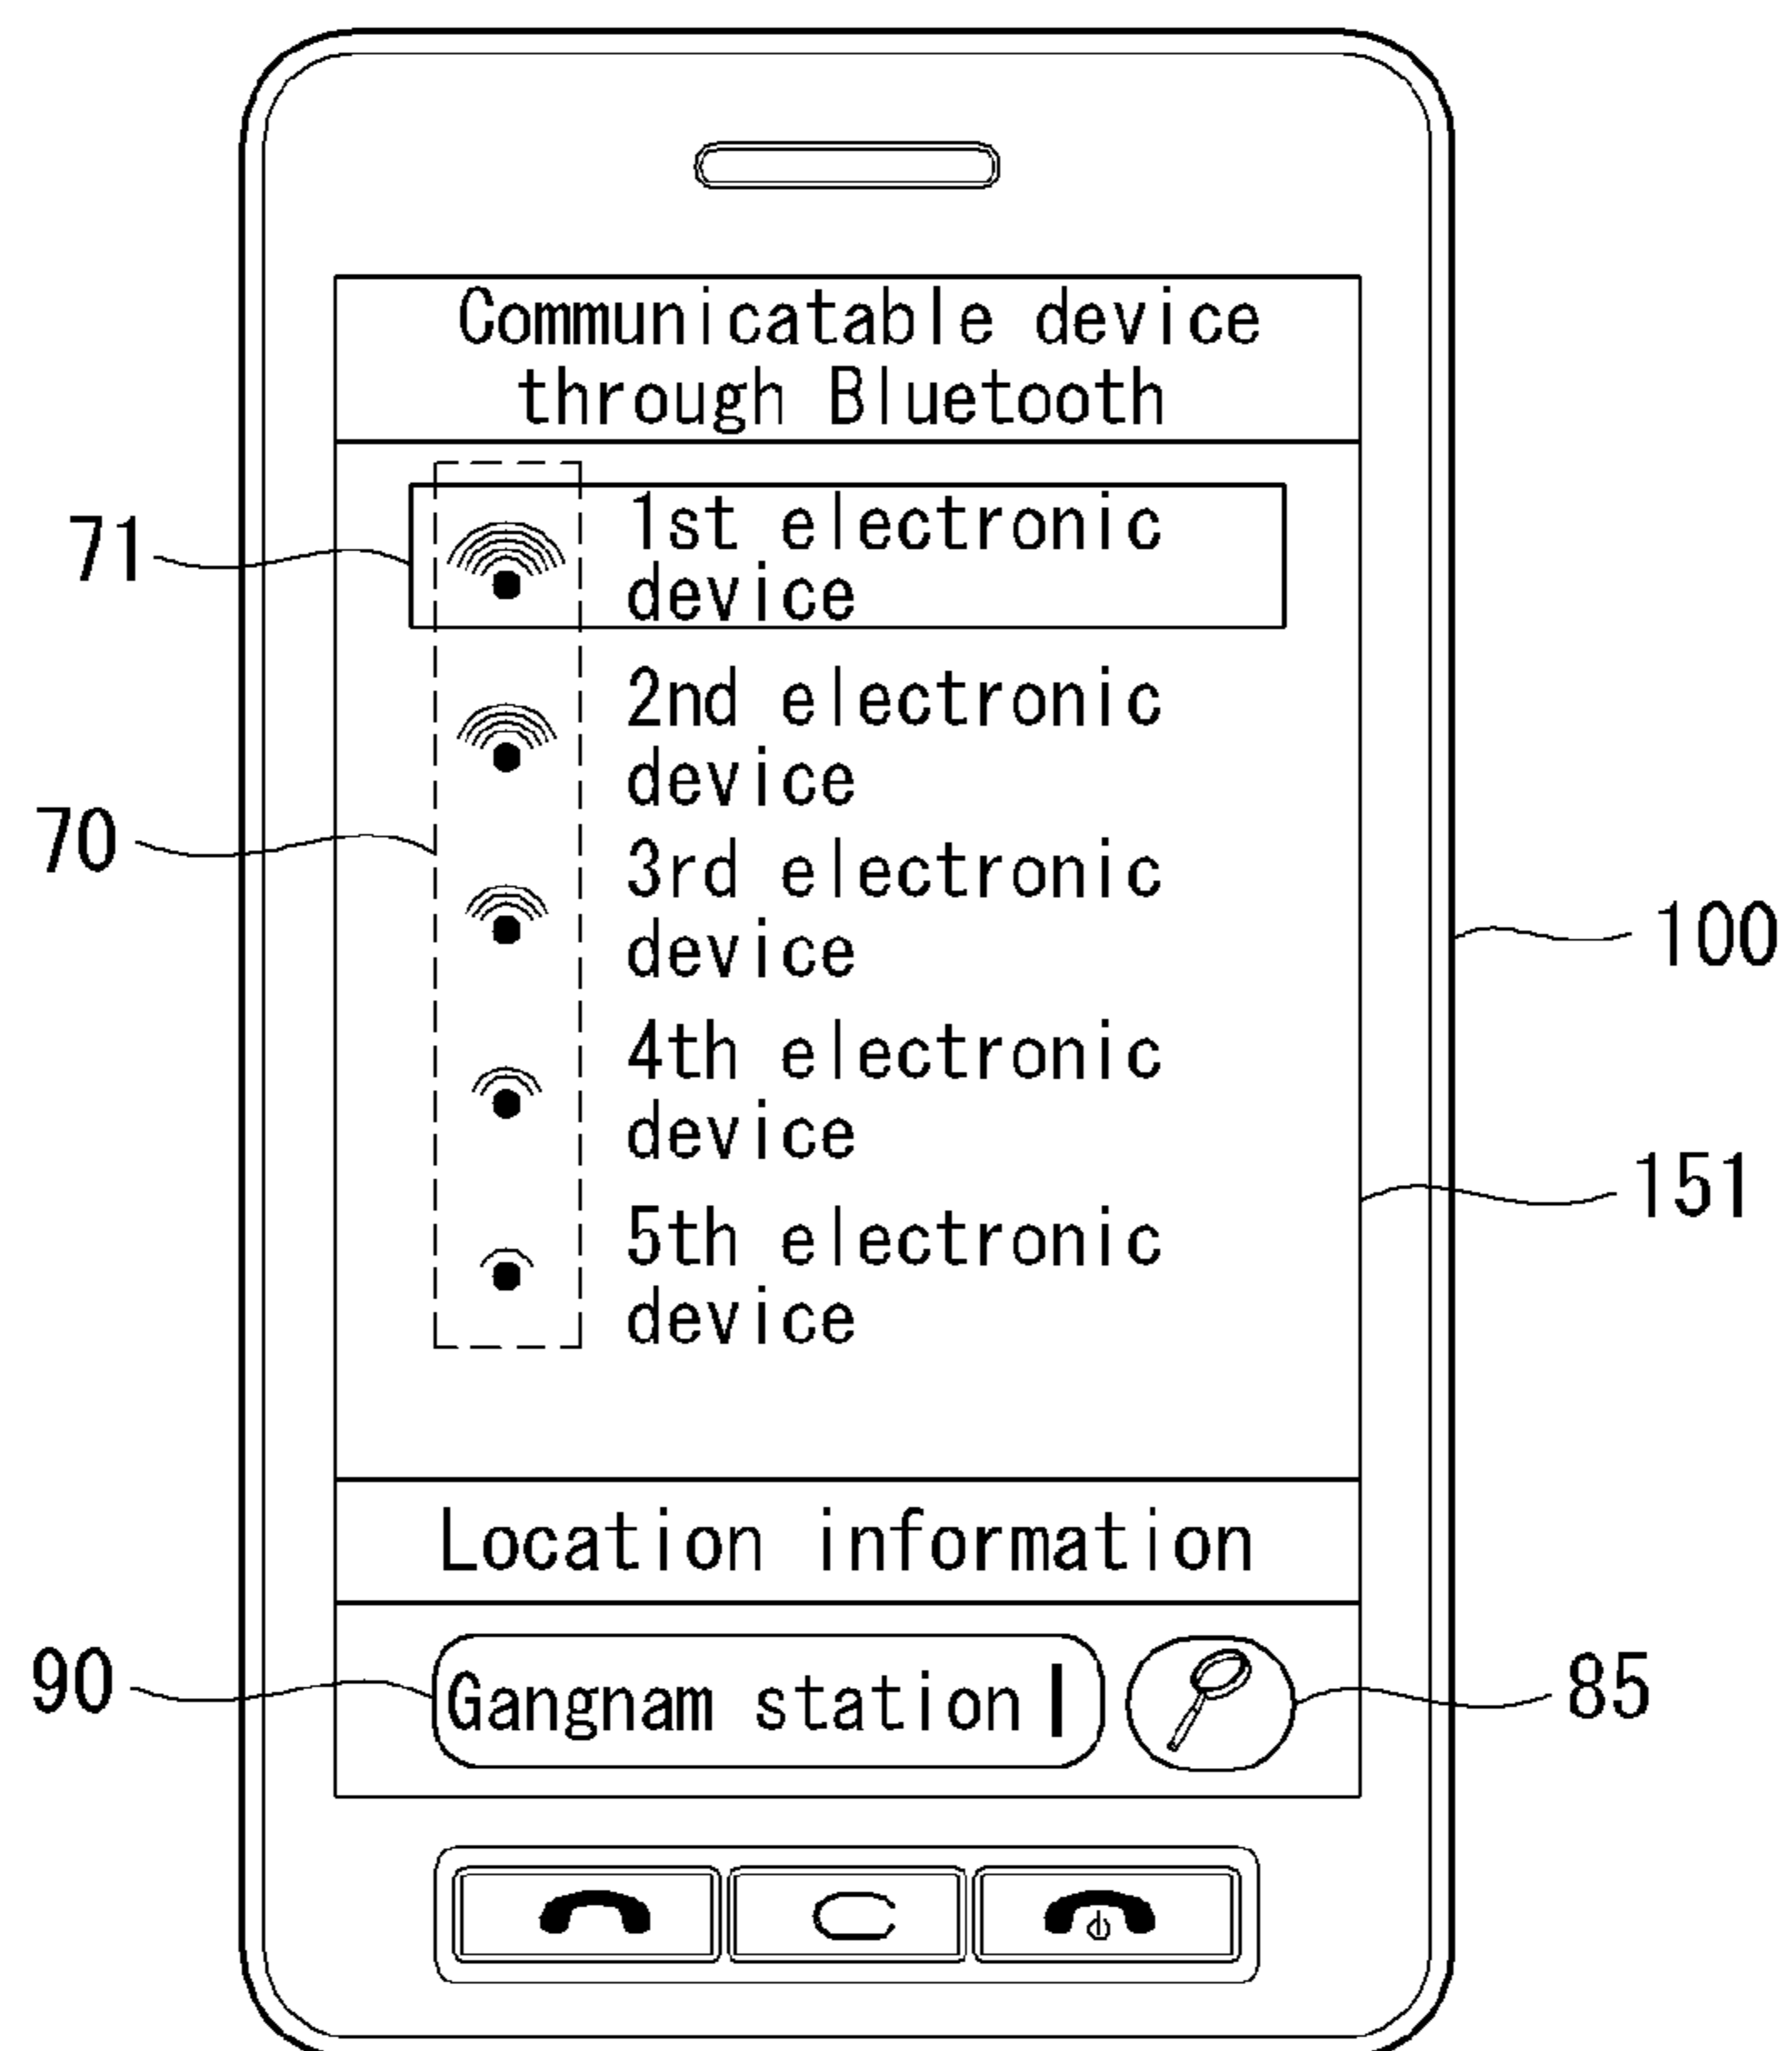 Communicatable device
through Bluetooth
71
1st electronic
device
2nd electronic
device
70
3rd electronic
device
100
4th electronic
device
151
5th electronic
device
Location information
90
Gangnam station
85
C